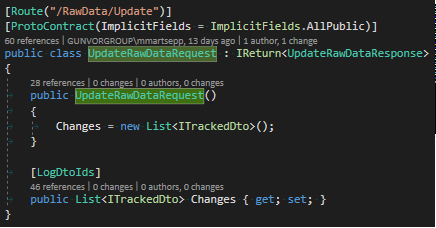 [Route("/RawData/Update")]
[ProtoContract(ImplicitFields = ImplicitFields.AllPublic)]
60 references | GUNVORGROUP\mmartsepp, 13 days ago | 1 author, 1 change
public class UpdateRawDataRequest : IReturn<UpdateRawDataResponse>
{
28 references | 0 changes | 0 authors, 0 changes
public UpdateRawDataRequest()
{
Changes = new List<ITrackedDto>();
}
[LogDtoIds]
46 references | 0 changes | 0 authors, 0 changes
public List<ITrackedDto> Changes { get; set; }
}